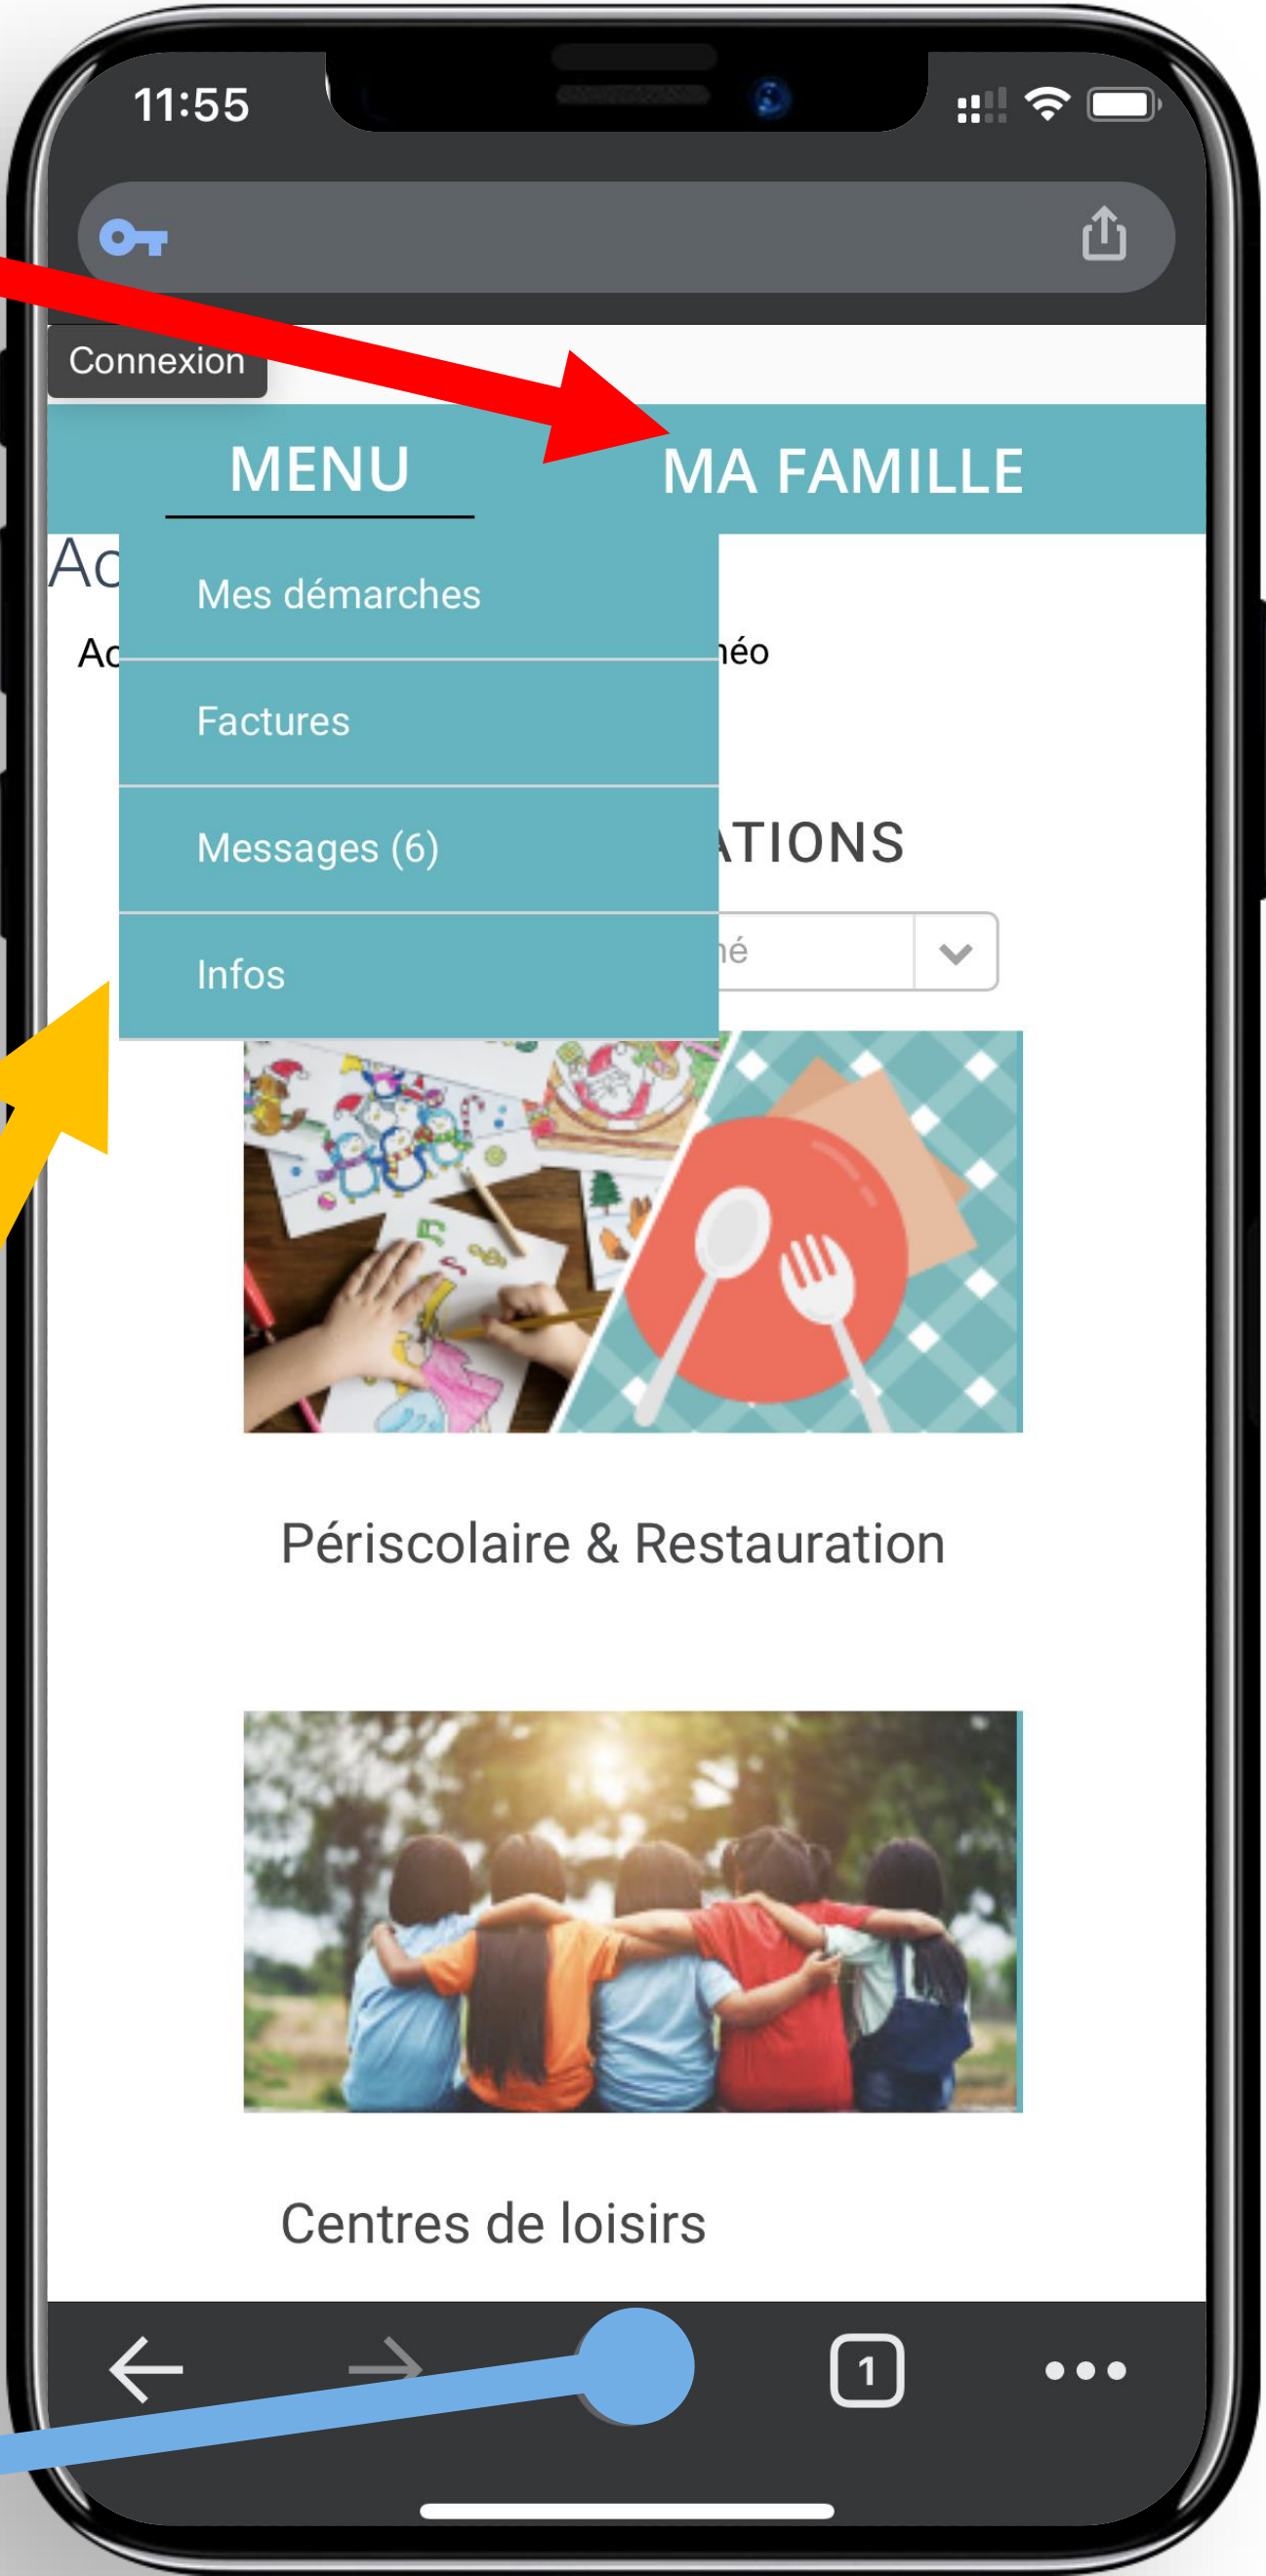 11:55
Connexion
MENU MA FAMILLE
Mes démarches
Factures
Messages (6)
Infos
Périscolaire & Restauration
Centres de loisirs
1